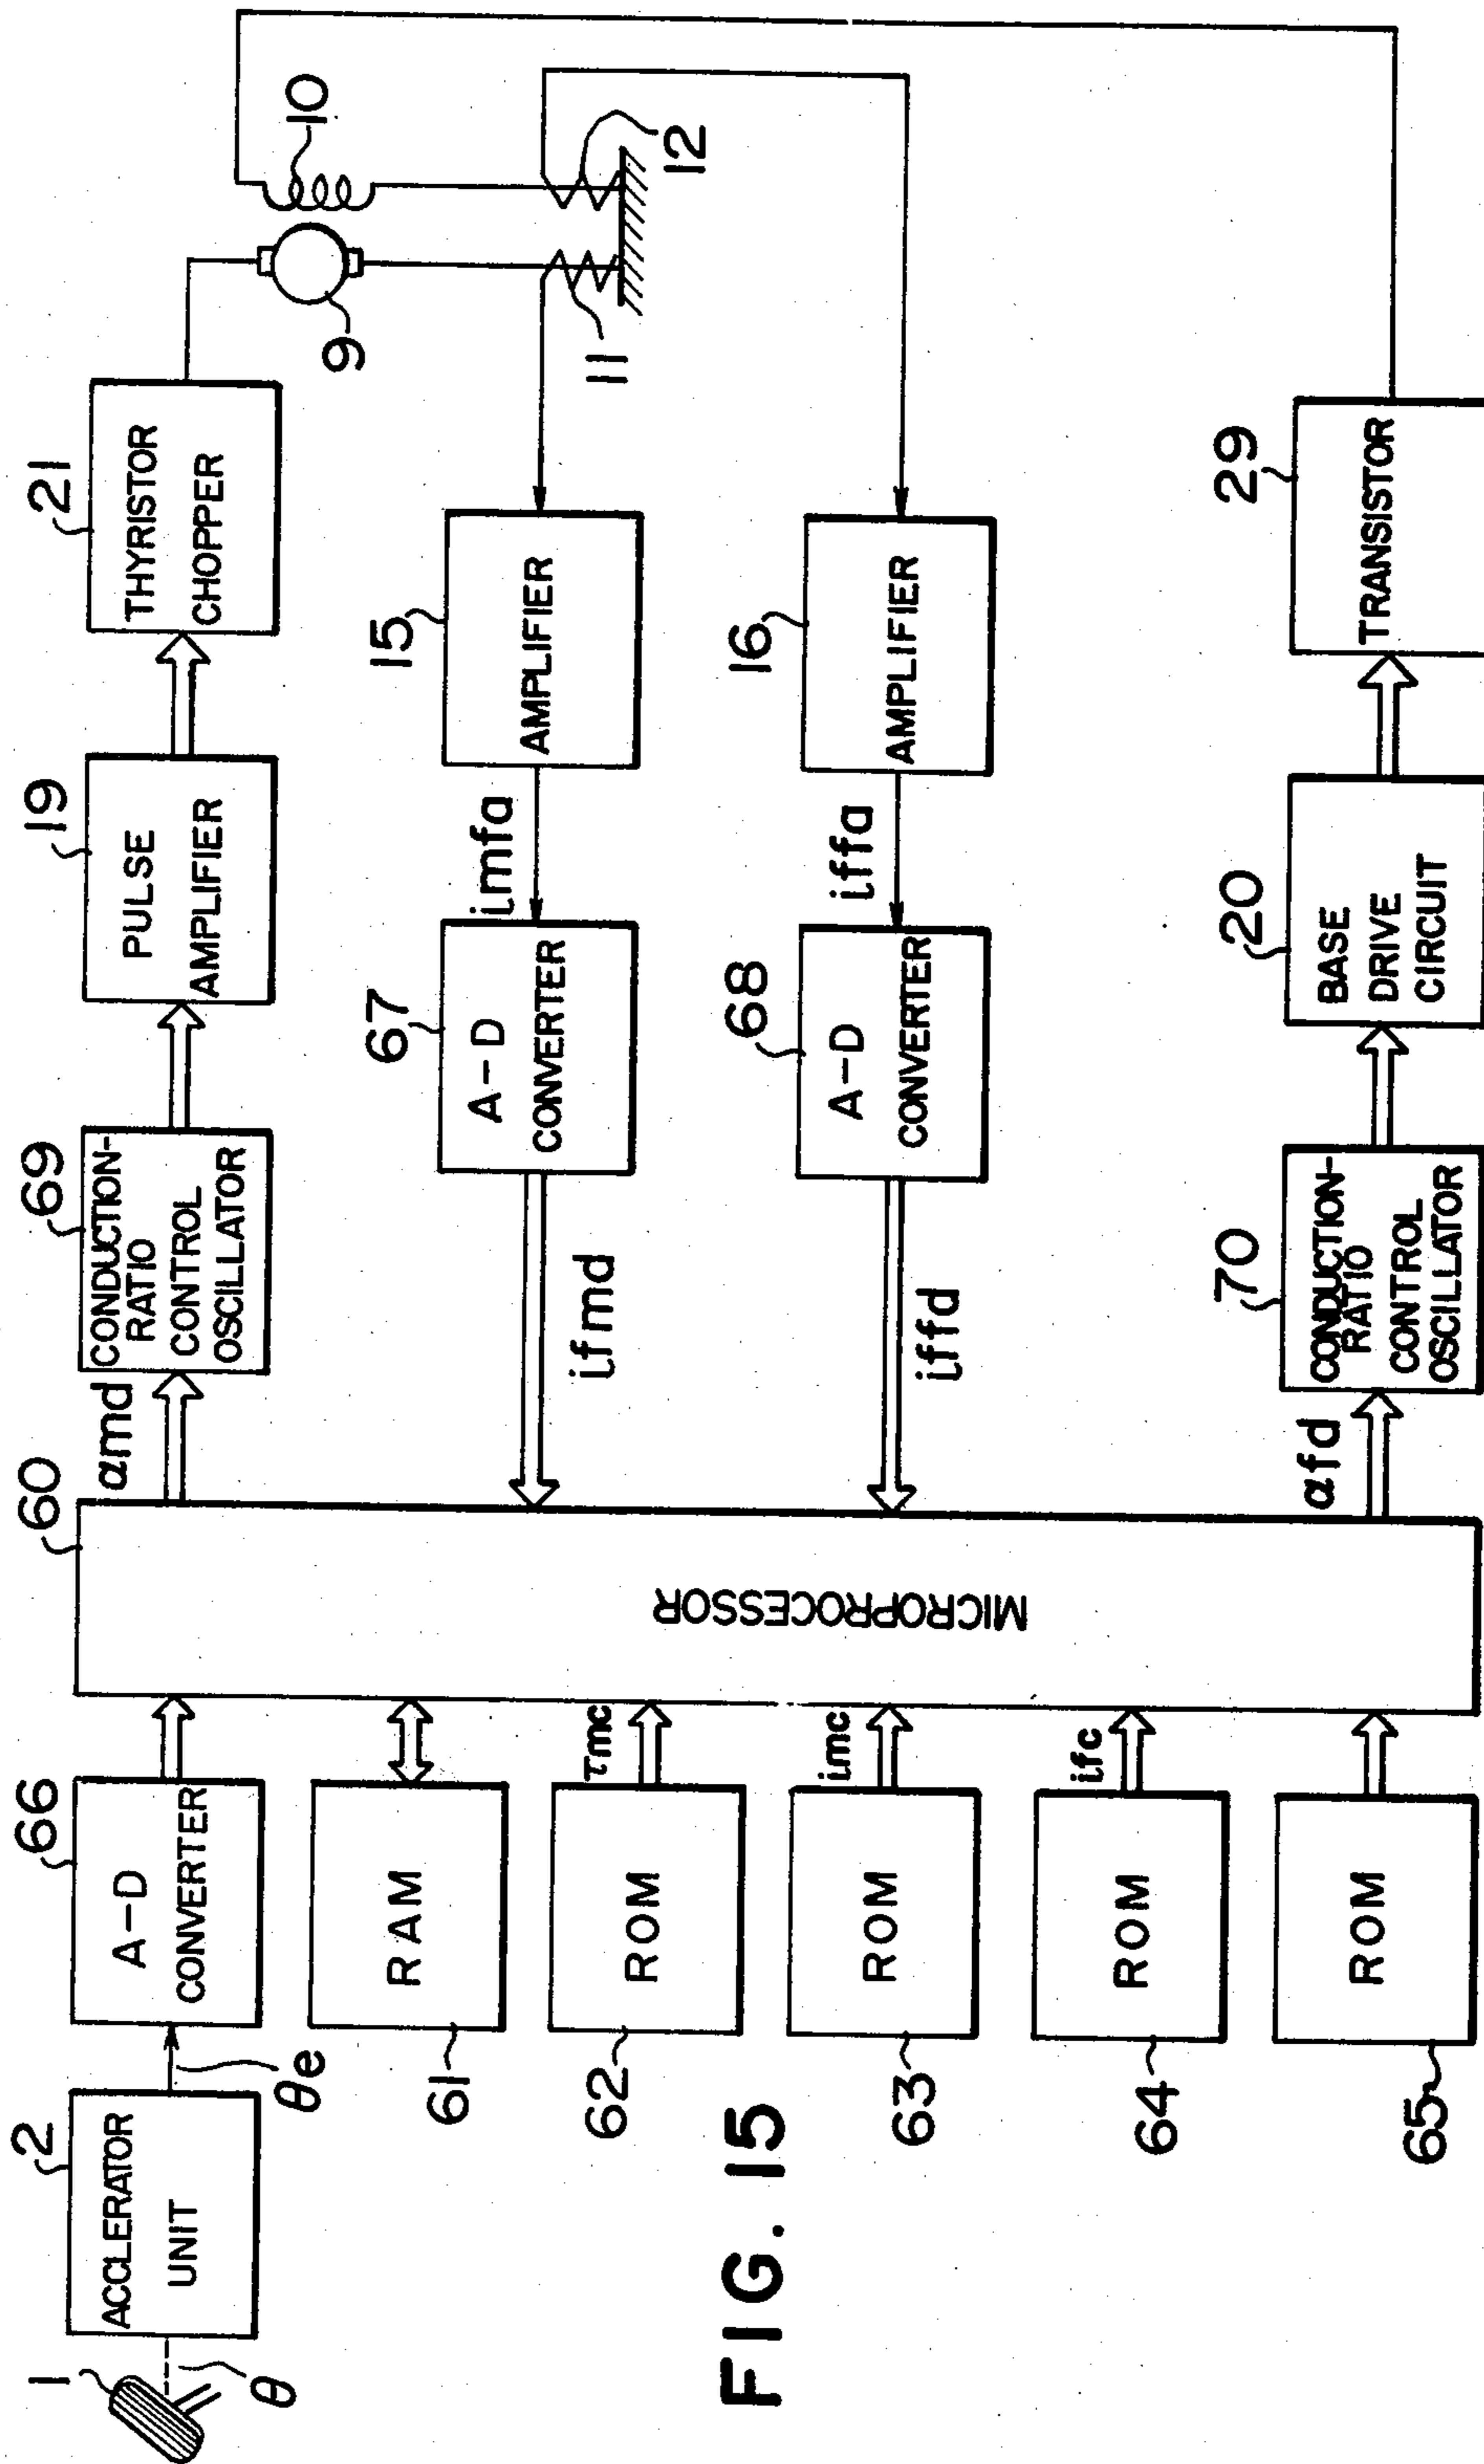 FIG. 15
1
θ
2
ACCLERATOR
UNIT
θe
66
A-D
CONVERTER
60
MICROPROCESSOR
αmd
69
CONDUCTION-
RATIO
CONTROL
OSCILLATOR
19
PULSE
AMPLIFIER
21
THYRISTOR
CHOPPER
9
10
11
12
61
RAM
62
ROM
τmc
63
ROM
imc
64
ROM
ifc
65
ROM
ifmd
67
A-D
CONVERTER
imfa
15
AMPLIFIER
iffd
68
A-D
CONVERTER
iffa
16
AMPLIFIER
αfd
70
CONDUCTION-
RATIO
CONTROL
OSCILLATOR
20
BASE
DRIVE
CIRCUIT
29
TRANSISTOR